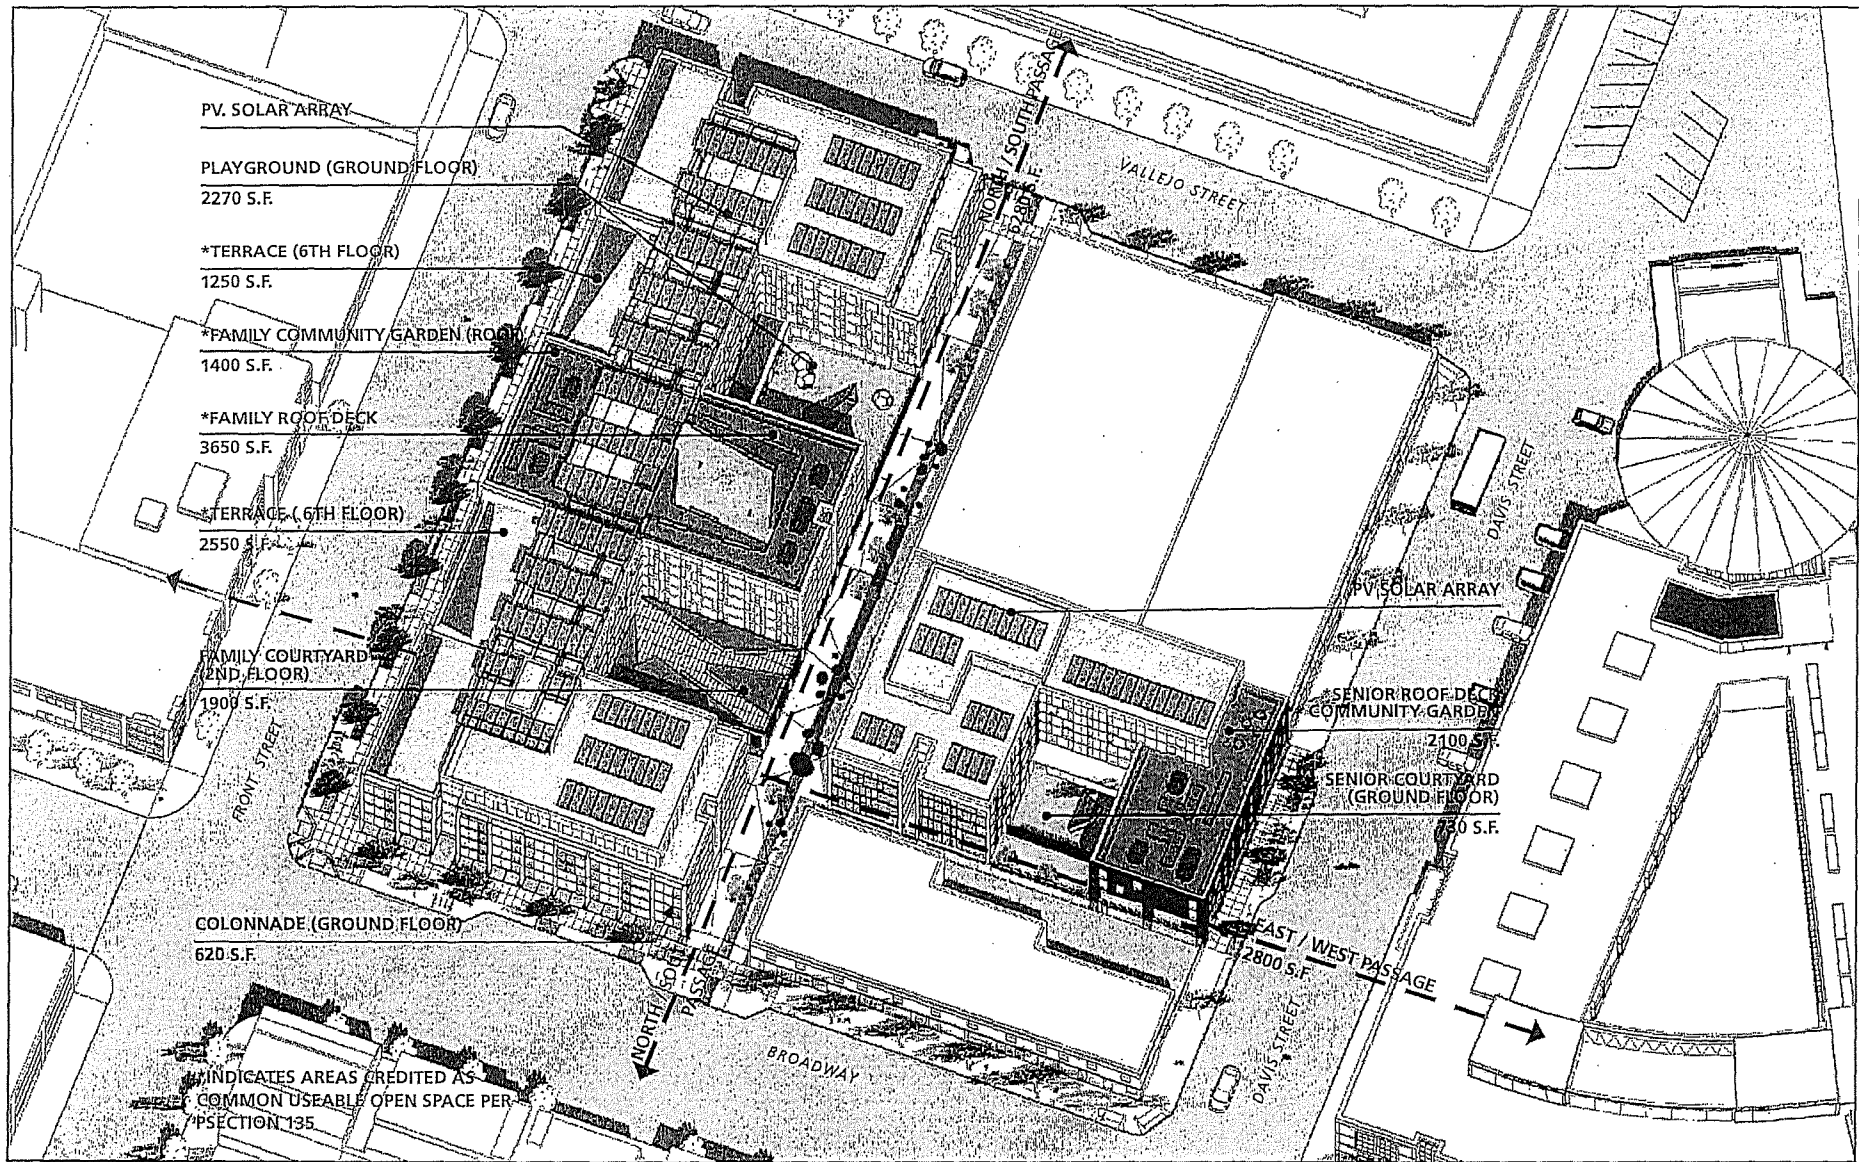 PV. SOLAR ARRAY
PLAYGROUND (GROUND FLOOR)
2270 S.F.
*TERRACE (6TH FLOOR)
1250 S.F.
*FAMILY COMMUNITY GARDEN (ROOF)
1400 S.F.
*FAMILY ROOF DECK
3650 S.F.
*TERRACE ( 6TH FLOOR)
2550 S.F.
FAMILY COURTYARD
(2ND FLOOR)
1900 S.F.
COLONNADE (GROUND FLOOR)
620 S.F.
*INDICATES AREAS CREDITED AS
COMMON USEABLE OPEN SPACE PER
PSECTION 135
NORTH / SOUTH PASSAGE
6280 S.F.
VALLEJO STREET
DAVIS STREET
FRONT STREET
PV SOLAR ARRAY
*SENIOR ROOF DECK
COMMUNITY GARDEN
2100 S.F.
SENIOR COURTYARD
(GROUND FLOOR)
S.F.
EAST / WEST PASSAGE
2800 S.F.
NORTH / SOUTH
PASSAGE
BROADWAY
DAVIS STREET